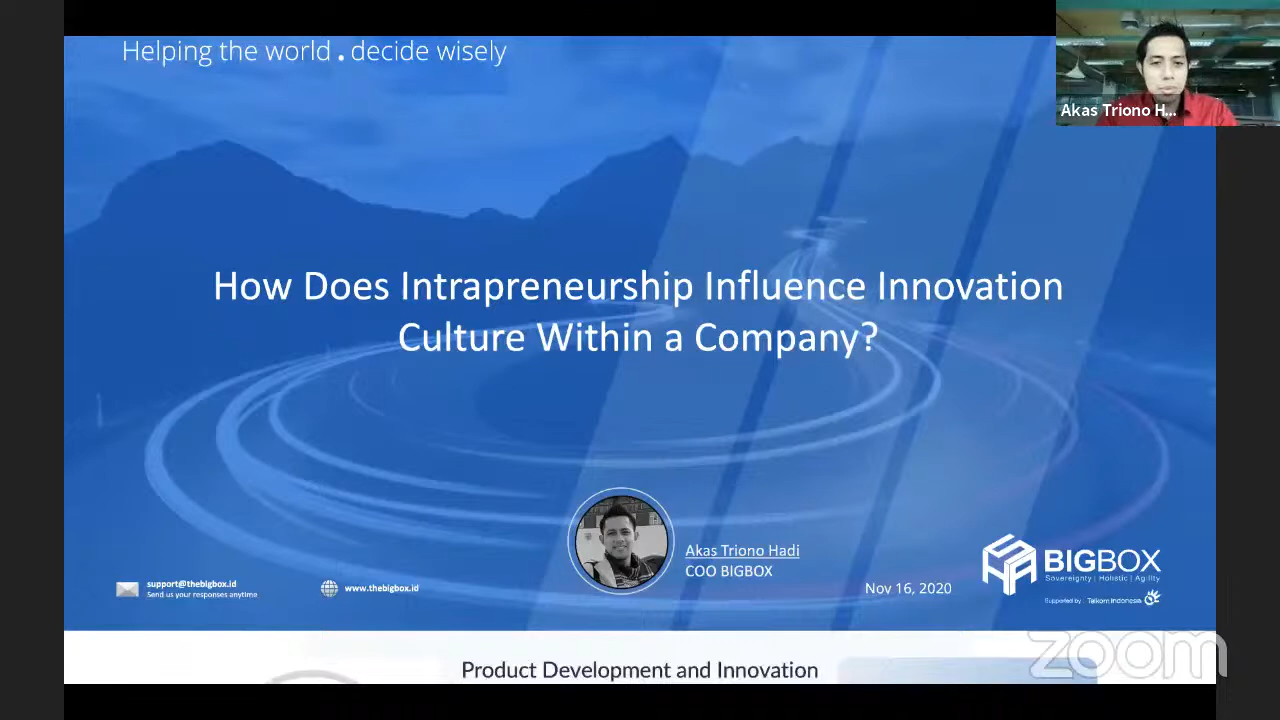 Helping the world . decide wisely
Akas Triono H...
How Does Intrapreneurship Influence Innovation
Culture Within a Company?
Akas Triono Hadi
COO BIGBOX
support@thebigbox.id
Send us your responses anytime
www.thebigbox.id
Nov 16, 2020
BIGBOX
Sovereignty | Holistic | Agility
Supported by : Telkom Indonesia
Product Development and Innovation
zoom